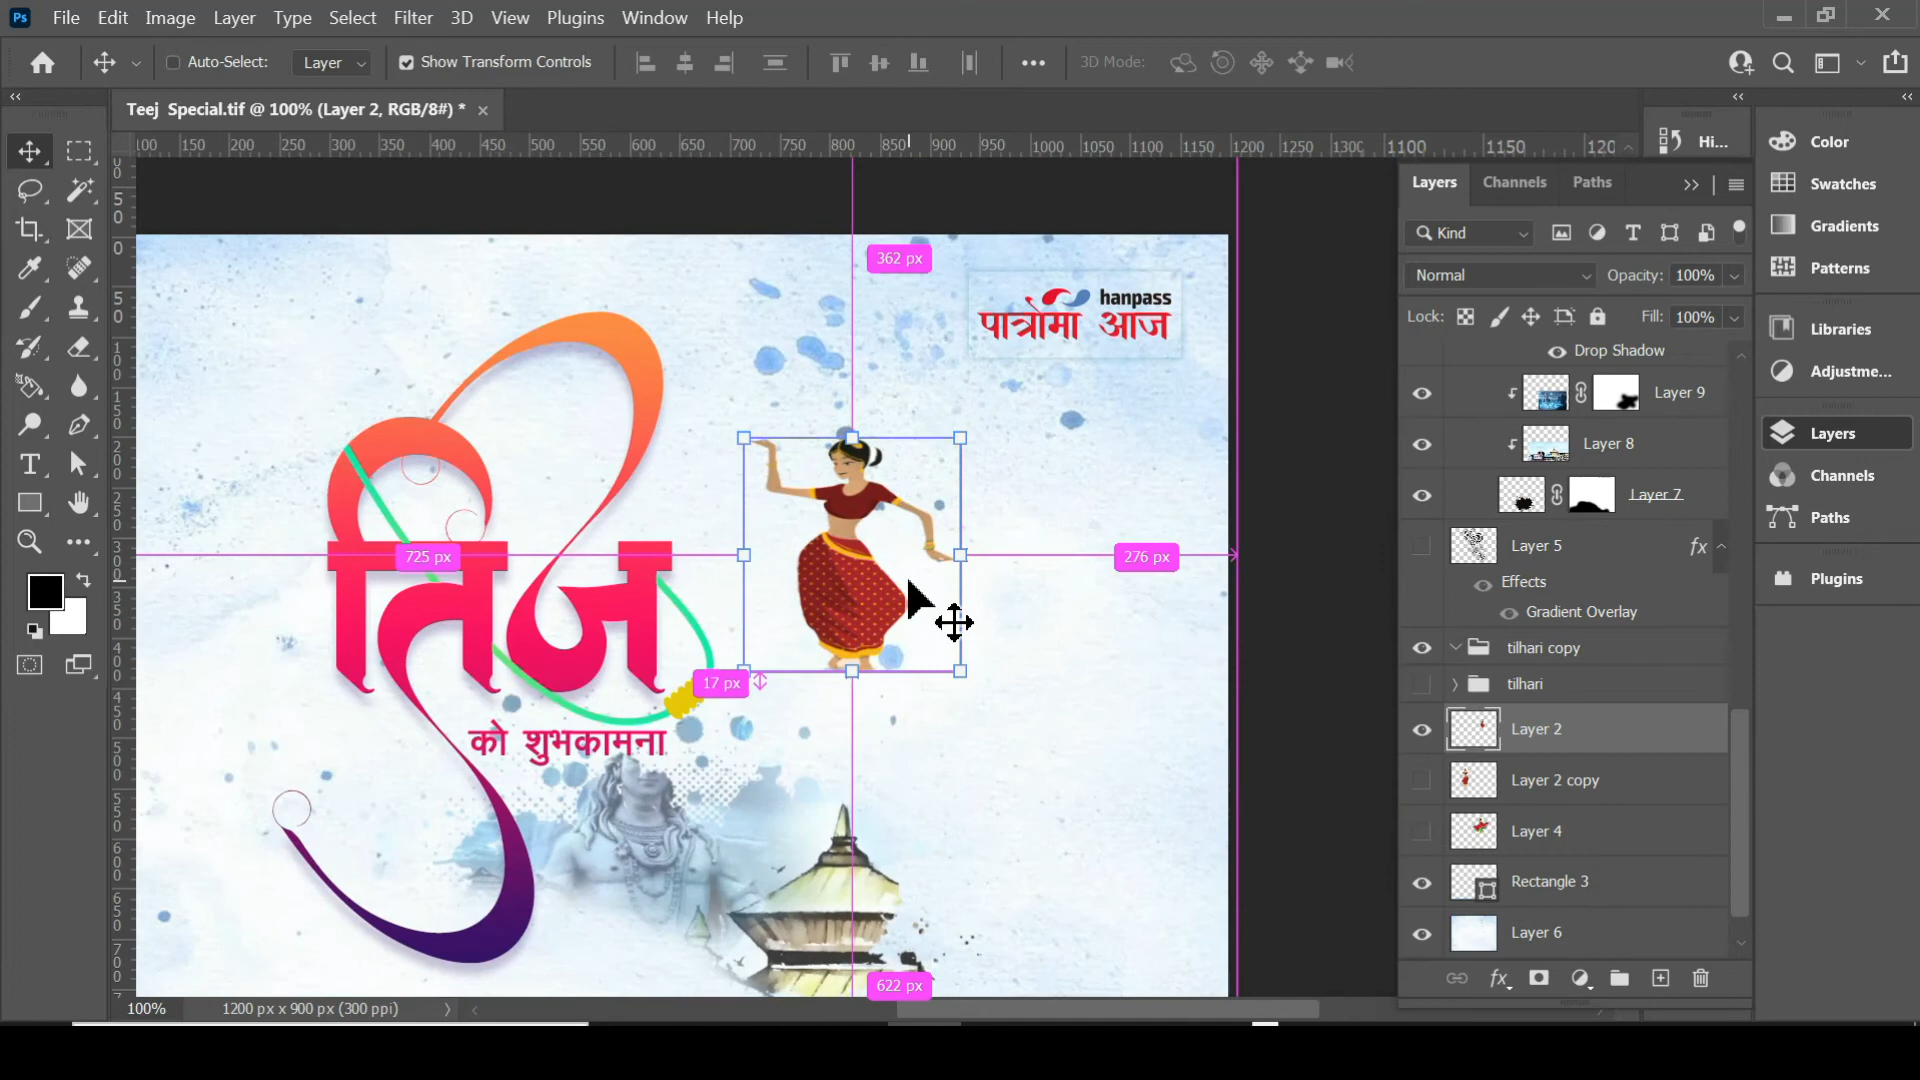 Ps File Edit Image Layer Type Select Filter 3D View Plugins Window Help
Auto-Select: Layer Show Transform Controls 3D Mode:
Teej Special.tif @ 100% (Layer 2, RGB/8#) *
100 150 200 250 300 350 400 450 500 550 600 650 700 750 800 850 900 950 1000 1050 1100 1150 1200 1250 1300 1100 1150
Hi...
Color
Swatches
Gradients
Patterns
Libraries
Adjustme...
Layers
Channels
Paths
Plugins
Layers Channels Paths
Kind
Normal Opacity: 100%
Lock: Fill: 100%
Drop Shadow
Layer 9
Layer 8
Layer 7
Layer 5 fx
Effects
Gradient Overlay
tilhari copy
tilhari
Layer 2
Layer 2 copy
Layer 4
Rectangle 3
Layer 6
fx
362 px
hanpass
पात्रोमा आज
725 px
276 px
तिज
17 px
को शुभकामना
622 px
100% 1200 px x 900 px (300 ppi)